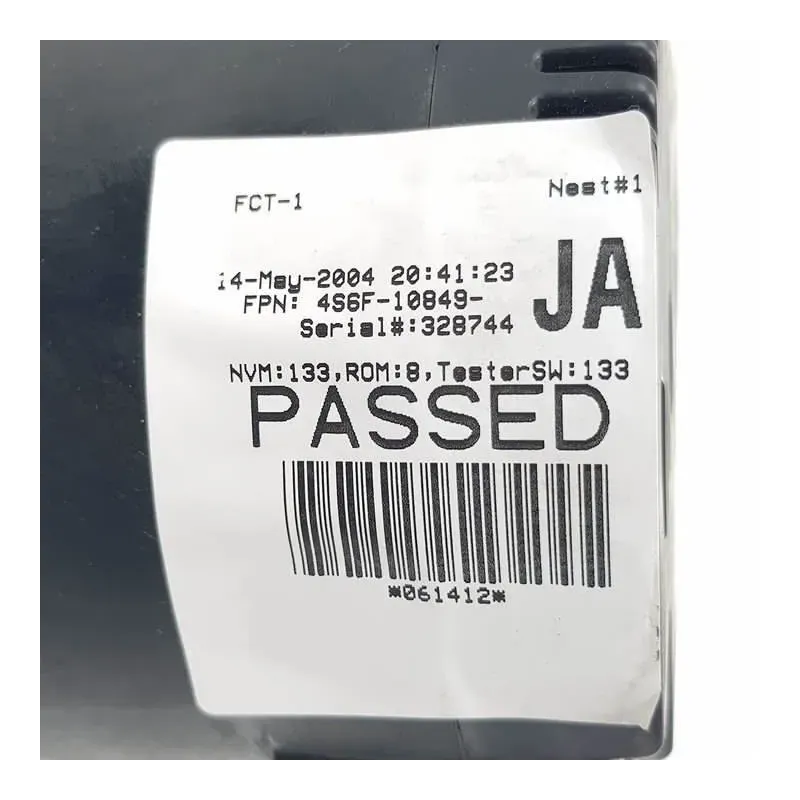 FCT-1 Nest#1
14-May-2004 20:41:23
FPN: 4S6F-10849- JA
Serial#:328744
NVM:133,ROM:8,TesterSW:133
PASSED
*061412*